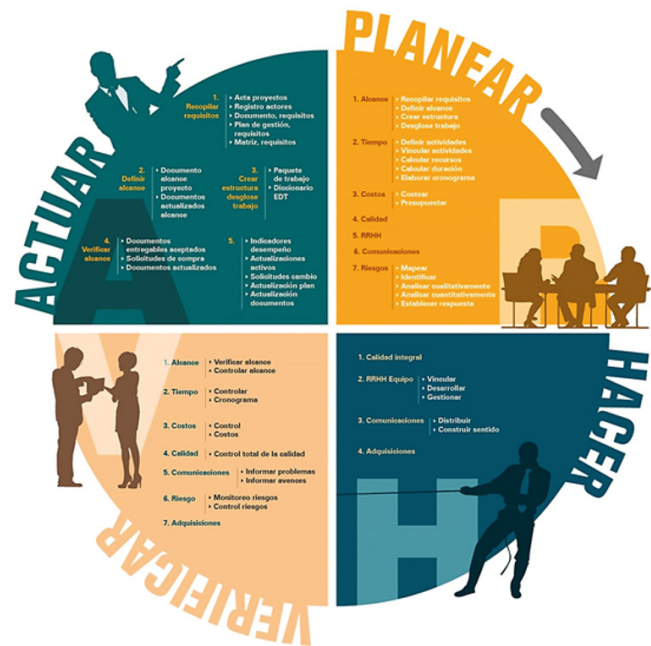 PLANEAR
1. Alcance
▸ Recopilar requisitos
▸ Definir alcance
▸ Crear estructura
▸ Desglose trabajo
2. Tiempo
▸ Definir actividades
▸ Vincular actividades
▸ Calcular recursos
▸ Calcular duración
▸ Elaborar cronograma
3. Costos
▸ Costear
▸ Presupuestar
4. Calidad
5. RRHH
6. Comunicaciones
7. Riesgos
▸ Mapear
▸ Identificar
▸ Analisar cualitativamente
▸ Analisar cuantitativamente
▸ Establecer respuesta
P
HACER
1. Calidad integral
2. RRHH Equipo
▸ Vincular
▸ Desarrollar
▸ Gestionar
3. Comunicaciones
▸ Distribuir
▸ Construir sentido
4. Adquisiciones
H
VERIFICAR
1. Alcance
▸ Verificar alcance
▸ Controlar alcance
2. Tiempo
▸ Controlar
▸ Cronograma
3. Costos
▸ Control
▸ Costos
4. Calidad
▸ Control total de la calidad
5. Comunicaciones
▸ Informar problemas
▸ Informar avences
6. Riesgo
▸ Monitoreo riesgos
▸ Control riesgos
7. Adquisiciones
V
ACTUAR
1.
Recopilar
requisitos
▸ Acta proyectos
▸ Registro actores
▸ Documento, requisitos
▸ Plan de gestión,
requisitos
▸ Matriz, requisitos
2.
Definir
alcance
▸ Documento
alcance
proyecto
▸ Documentos
actualizados
alcance
3.
Crear
estructura
desglose
trabajo
▸ Paquete
de trabajo
▸ Diccionario
EDT
4.
Verificar
alcance
▸ Documentos
entregables aceptados
▸ Solicitudes de compra
▸ Documentos actualizados
5.
▸ Indicadores
desempeño
▸ Actualizaciones
activos
▸ Solicitudes cambio
▸ Actualización plan
▸ Actualización
documentos
A